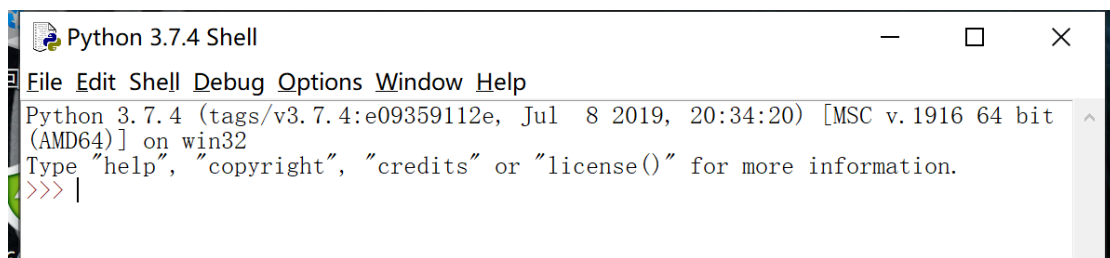 Python 3.7.4 Shell
File Edit Shell Debug Options Window Help
Python 3.7.4 (tags/v3.7.4:e09359112e, Jul  8 2019, 20:34:20) [MSC v.1916 64 bit
(AMD64)] on win32
Type "help", "copyright", "credits" or "license()" for more information.
>>>